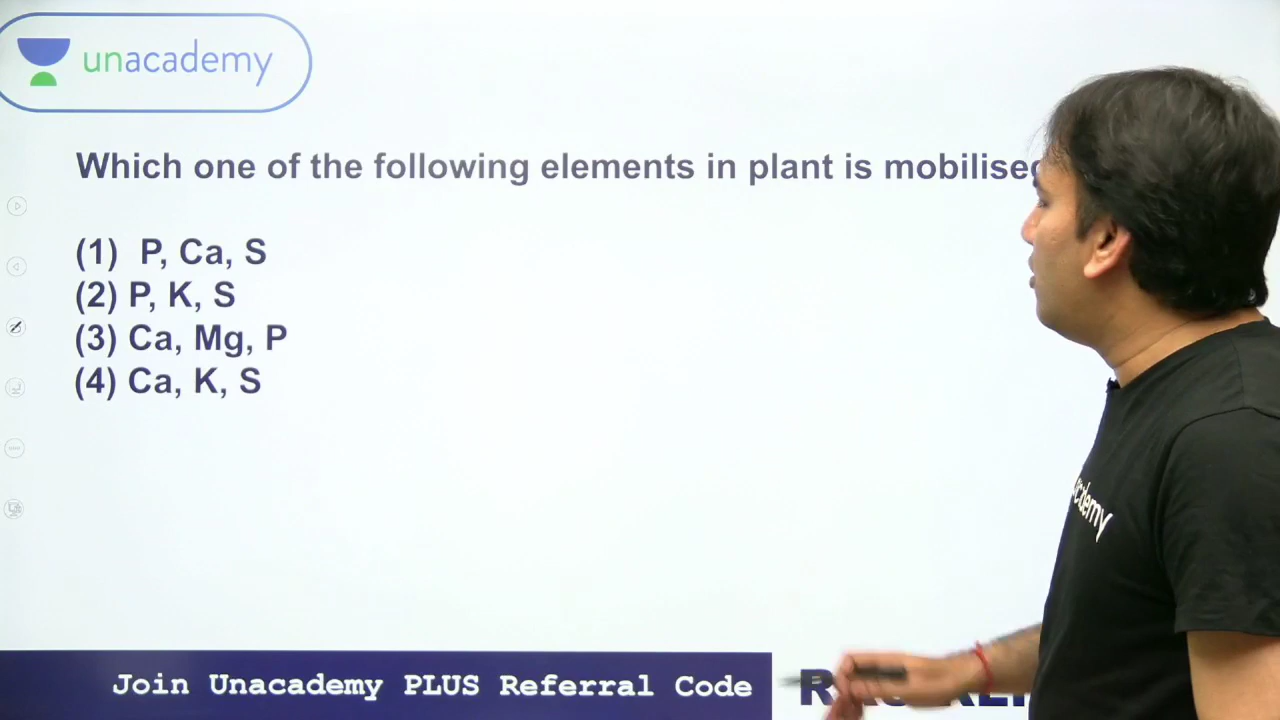 unacademy
Which one of the following elements in plant is
(1) P, Ca, S
(2) P, K, S
(3) Ca, Mg, P
(4) Ca, K, S
Join Unacademy PLUS Referral Code